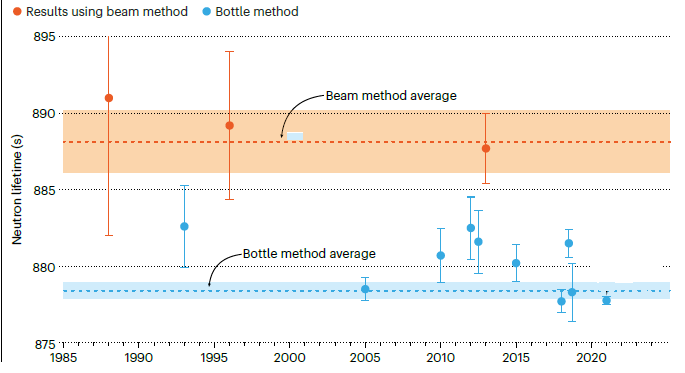 Results using beam method Bottle method
895
Beam method average
890
Neutron lifetime (s)
885
Bottle method average
880
875
1985 1990 1995 2000 2005 2010 2015 2020